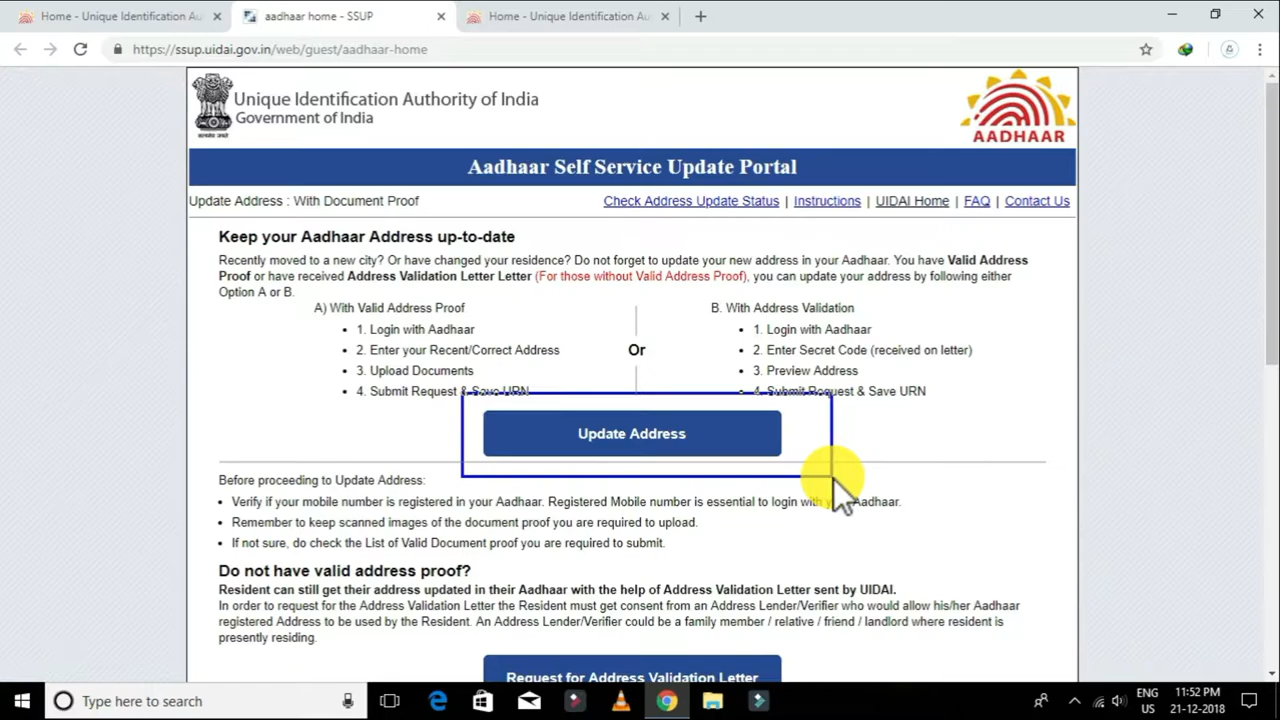 Home - Unique Identification Au
aadhaar home - SSUP
Home - Unique Identification Au
https://ssup.uidai.gov.in/web/guest/aadhaar-home
Unique Identification Authority of India
Government of India
AADHAAR
Aadhaar Self Service Update Portal
Update Address : With Document Proof
Check Address Update Status | Instructions | UIDAI Home | FAQ | Contact Us
Keep your Aadhaar Address up-to-date
Recently moved to a new city? Or have changed your residence? Do not forget to update your new address in your Aadhaar. You have Valid Address
Proof or have received Address Validation Letter Letter (For those without Valid Address Proof), you can update your address by following either
Option A or B.
A) With Valid Address Proof
• 1. Login with Aadhaar
• 2. Enter your Recent/Correct Address
• 3. Upload Documents
• 4. Submit Request & Save URN
Or
B. With Address Validation
• 1. Login with Aadhaar
• 2. Enter Secret Code (received on letter)
• 3. Preview Address
• 4. Submit Request & Save URN
Update Address
Before proceeding to Update Address:
• Verify if your mobile number is registered in your Aadhaar. Registered Mobile number is essential to login with your Aadhaar.
• Remember to keep scanned images of the document proof you are required to upload.
• If not sure, do check the List of Valid Document proof you are required to submit.
Do not have valid address proof?
Resident can still get their address updated in their Aadhaar with the help of Address Validation Letter sent by UIDAI.
In order to request for the Address Validation Letter the Resident must get consent from an Address Lender/Verifier who would allow his/her Aadhaar
registered Address to be used by the Resident. An Address Lender/Verifier could be a family member / relative / friend / landlord where resident is
presently residing.
Request for Address Validation Letter
Type here to search
ENG
US
11:52 PM
21-12-2018